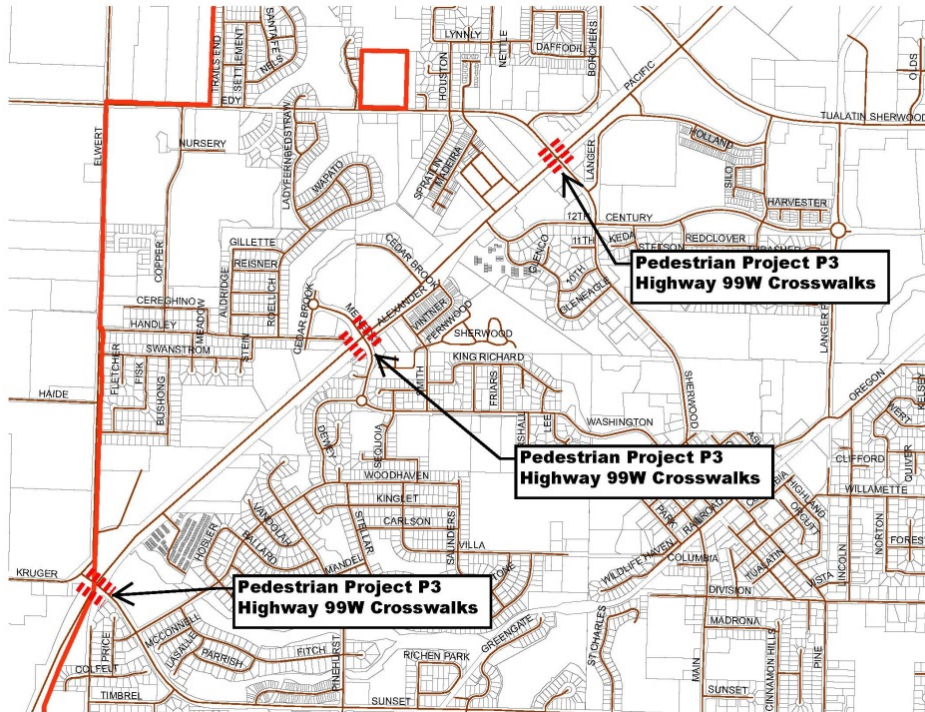 LYNNLY
SANTA FE
NELS
SETTLEMENT
TRAILS END
HOUSTON
NETTLE
DAFFODIL
BORCHERS
PACIFIC
OLDS
EDY
TUALATIN SHERWOOD
ELWERT
NURSERY
LADYFERN
BEDSTRAW
WAPATO
SPRATLIN
MADEIRA
LANGER
HOLLAND
SILO
HARVESTER
COPPER
GILLETTE
REISNER
ALDRIDGE
ROELLICH
CEDAR BROOK
12TH
CENTURY
11TH
KEDA
STETSON
REDCLOVER
THRASHER
GLENCO
10TH
GLENEAGLE
Pedestrian Project P3
Highway 99W Crosswalks
CEREGHINO
HANDLEY
MEADOW
CEDAR BROOK
ALEXANDER
VINTNER
FERNWOOD
SHERWOOD
LANGER
SWANSTROM
STEIN
FLETCHER
FISK
BUSHONG
KING RICHARD
FRIARS
LEE
SHERWOOD
HAIDE
DEWEY
SEQUOIA
WASHINGTON
OREGON
KELSEY
CLIFFORD
QUIVER
Pedestrian Project P3
Highway 99W Crosswalks
WOODHAVEN
KINGLET
CARLSON
SAUNDERS
STELLAR
VILLA
MANDEL
VANDOLAH
BALLARD
HOSLER
PARK
RAILROAD
HIGHLAND
ORCUTT
WILLAMETTE
NORTON
LINCOLN
FOREST
COLUMBIA
TUALATIN
VISTA
WILDLIFE HAVEN
DIVISION
KRUGER
Pedestrian Project P3
Highway 99W Crosswalks
STONE
GREENGATE
ST CHARLES
MADRONA
MAIN
CINNAMON HILLS
PINE
PRICE
MCCONNELL
LASALLE
PARRISH
FITCH
PINEHURST
RICHEN PARK
COLFELT
TIMBREL
SUNSET
SUNSET